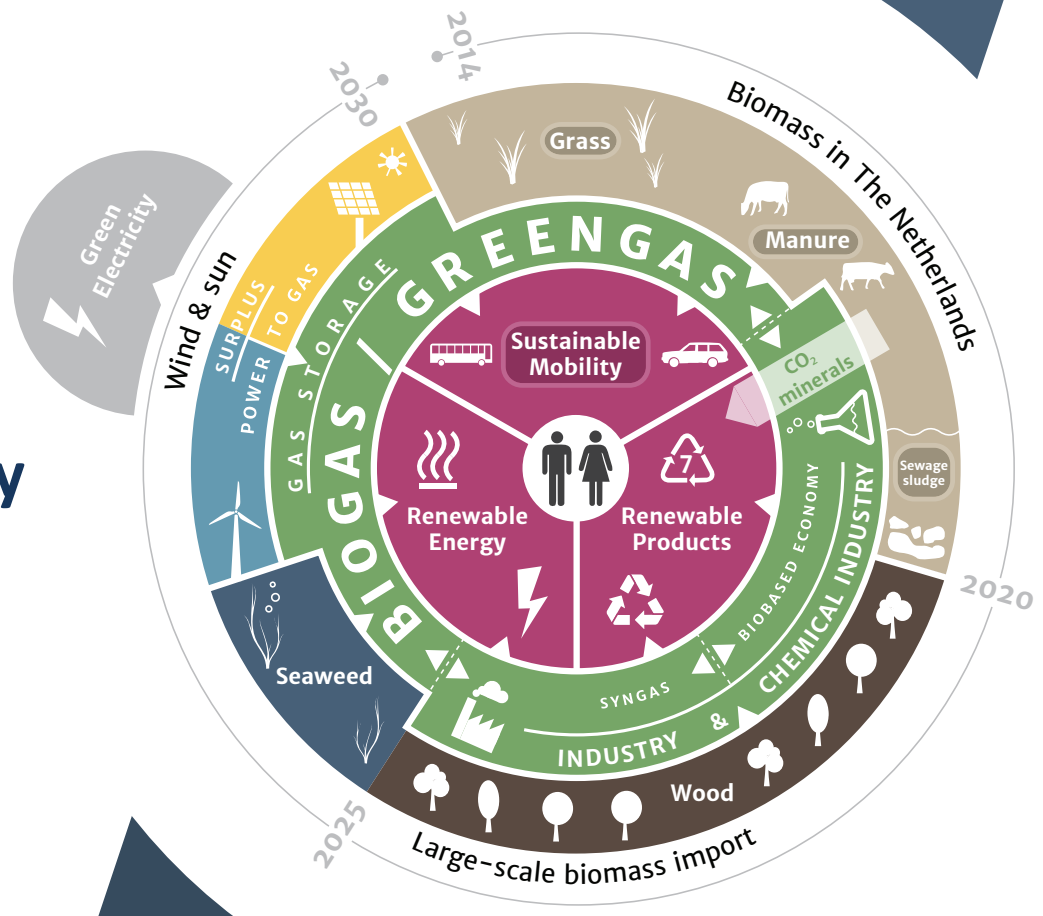 2014
2030
Biomass in The Netherlands
Grass
Manure
Green
Electricity
Wind & sun
SURPLUS
POWER TO GAS
GAS STORAGE
BIOGAS / GREENGAS
Sustainable
Mobility
CO₂
minerals
7
Sewage
sludge
y
Renewable
Energy
Renewable
Products
BIOBASED ECONOMY
SYNGAS
INDUSTRY & CHEMICAL INDUSTRY
2020
Seaweed
Wood
2025
Large-scale biomass import